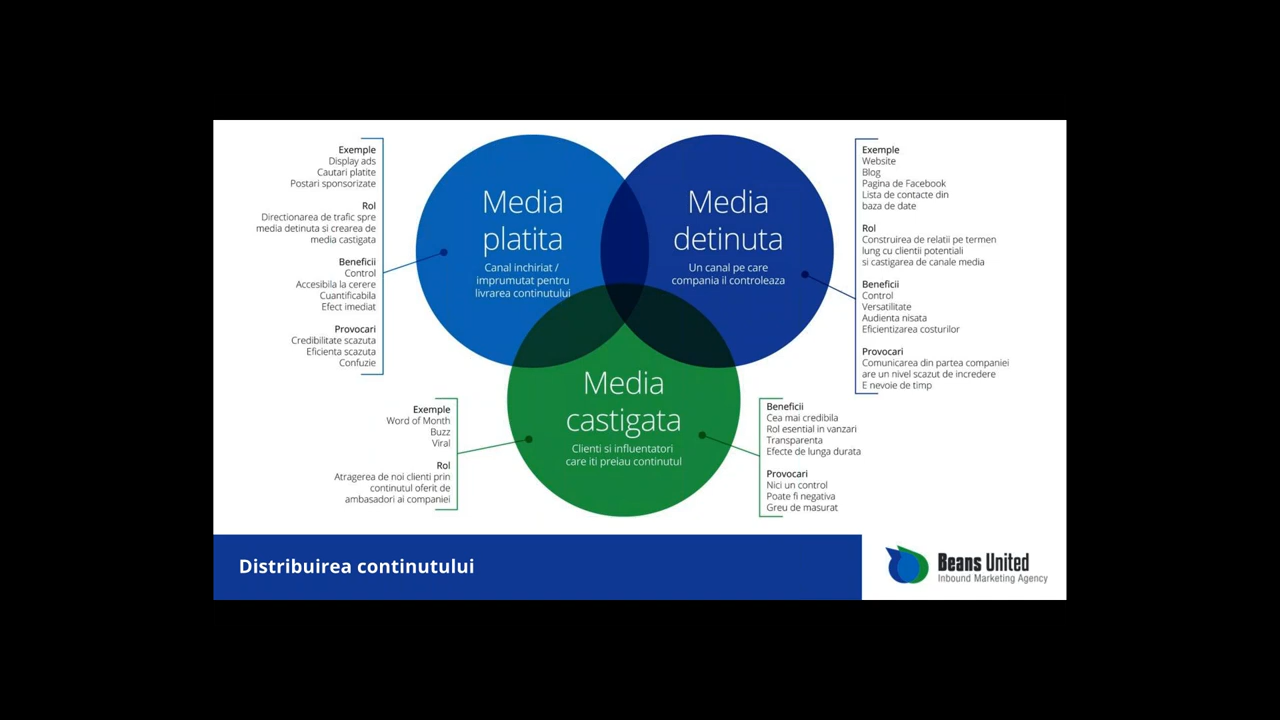 Exemple
Display ads
Cautari platite
Postari sponsorizate
Rol
Directionarea de trafic spre
media detinuta si crearea de
media castigata
Beneficii
Control
Accesibila la cerere
Cuantificabila
Efect imediat
Provocari
Credibilitate scazuta
Eficienta scazuta
Confuzie
Media
platita
Canal inchiriat /
imprumutat pentru
livrarea continutului
Media
detinuta
Un canal pe care
compania il controleaza
Exemple
Website
Blog
Pagina de Facebook
Lista de contacte din
baza de date
Rol
Construirea de relatii pe termen
lung cu clientii potentiali
si castigarea de canale media
Beneficii
Control
Versatilitate
Audienta nisata
Eficientizarea costurilor
Provocari
Comunicarea din partea companiei
are un nivel scazut de incredere
E nevoie de timp
Exemple
Word of Month
Buzz
Viral
Rol
Atragerea de noi clienti prin
continutul oferit de
ambasadori ai companiei
Media
castigata
Clienti si influentatori
care iti preiau continutul
Beneficii
Cea mai credibila
Rol esential in vanzari
Transparenta
Efecte de lunga durata
Provocari
Nici un control
Poate fi negativa
Greu de masurat
Distribuirea continutului
Beans United
Inbound Marketing Agency